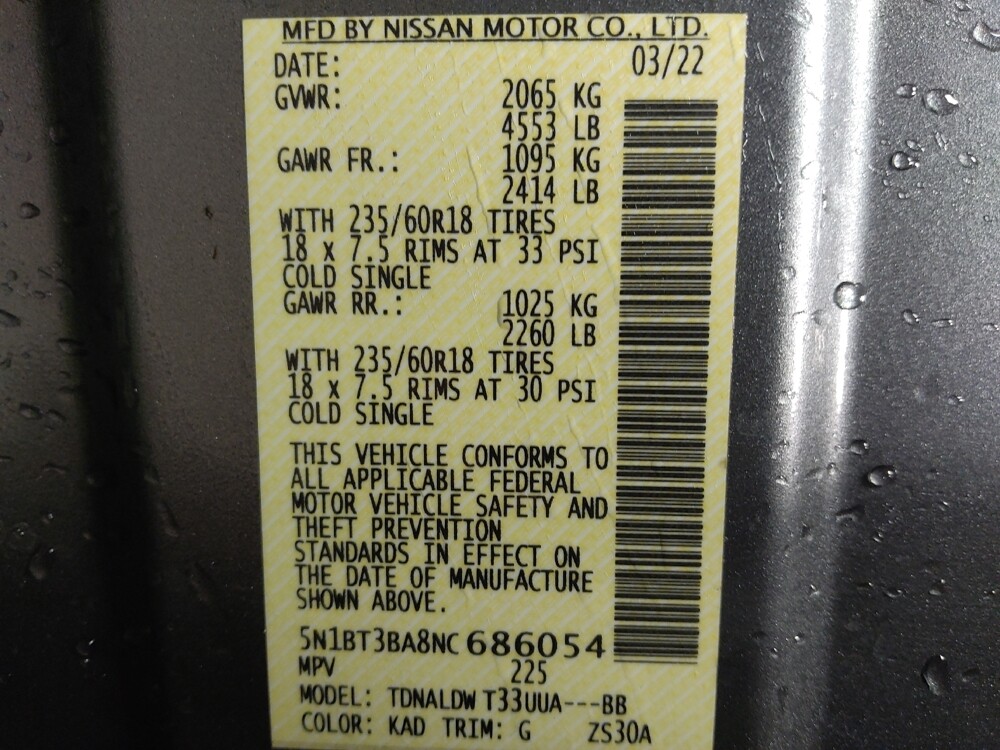 MFD BY NISSAN MOTOR CO., LTD.
DATE: 03/22
GVWR: 2065 KG
4553 LB
GAWR FR.: 1095 KG
2414 LB
WITH 235/60R18 TIRES
18 x 7.5 RIMS AT 33 PSI
COLD SINGLE
GAWR RR.: 1025 KG
2260 LB
WITH 235/60R18 TIRES
18 x 7.5 RIMS AT 30 PSI
COLD SINGLE
THIS VEHICLE CONFORMS TO
ALL APPLICABLE FEDERAL
MOTOR VEHICLE SAFETY AND
THEFT PREVENTION
STANDARDS IN EFFECT ON
THE DATE OF MANUFACTURE
SHOWN ABOVE.
5N1BT3BA8NC686054
MPV 225
MODEL: TDNALDW T33UUA---BB
COLOR: KAD TRIM: G ZS30A